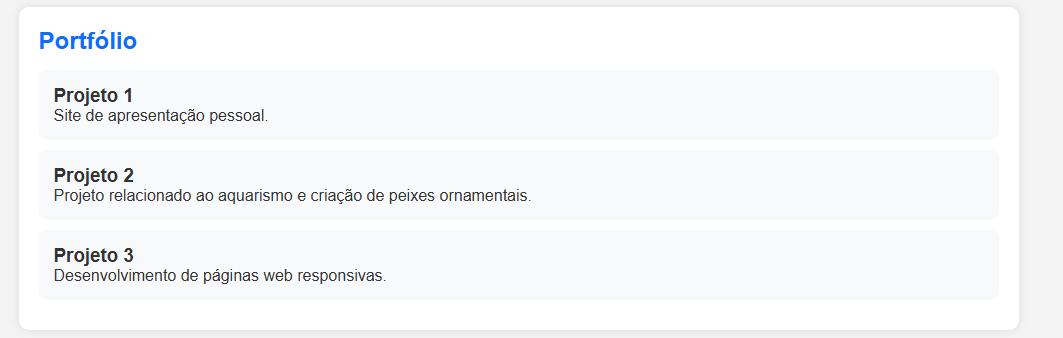 Portfólio
Projeto 1
Site de apresentação pessoal.
Projeto 2
Projeto relacionado ao aquarismo e criação de peixes ornamentais.
Projeto 3
Desenvolvimento de páginas web responsivas.